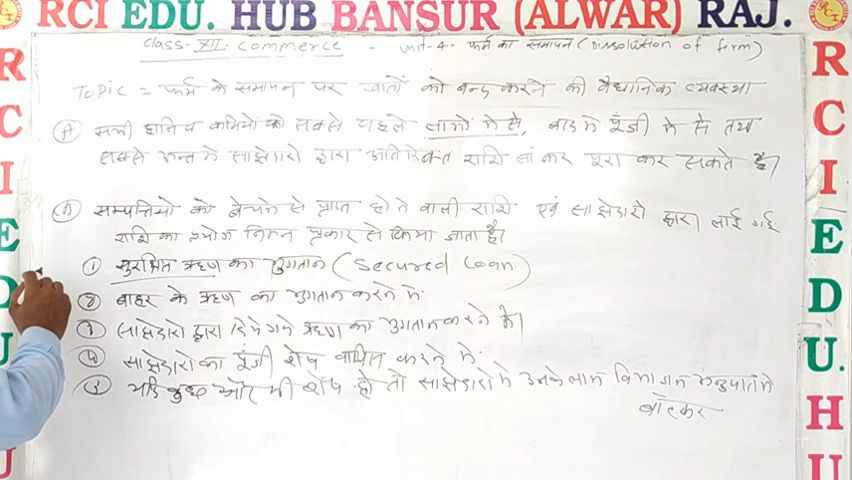 RCI EDU. HUB BANSUR (ALWAR) RAJ.
Class-XII- Commerce - Unit-4- फर्म का समापन (Dissolution of firm)
Topic = फर्म के समापन पर खातों को बन्द करने की वैधानिक व्यवस्था
(A) सभी हानि व कमियों को सबसे पहले लाभों में से, बाद में पूँजी में से तथा
सबसे अन्त में साझेदारों द्वारा अतिरिक्त राशि लाकर पूरा कर सकते है।
सम्पत्तियों को बेचने से प्राप्त होने वाली राशि एवं साझेदारों द्वारा लाई गई
राशि का प्रयोग निम्न प्रकार से किया जाता है।
① सुरक्षित ऋण का भुगतान (Secured Loan)
② बाहर के ऋण का भुगतान करने में
③ साझेदारों द्वारा दिये गये ऋण का भुगतान करने में।
④ साझेदारों का पूँजी शेष वापिस करने में
⑤ यदि कुछ और भी शेष हो तो साझेदारों में उनके लाभ विभाजन अनुपात में
बाँटकर
R
C
I
E
D
U
R
C
I
E
D
U.
H
U